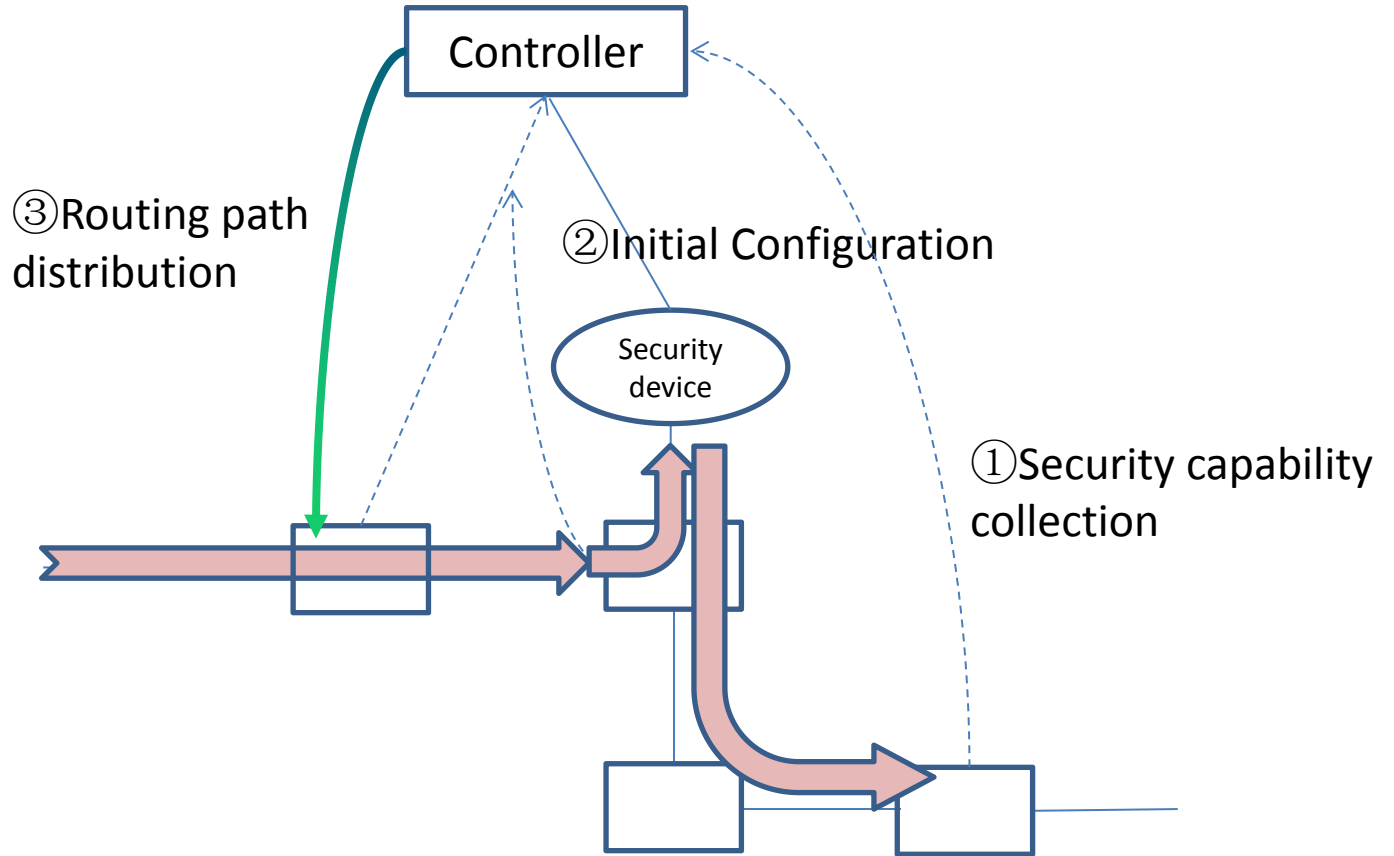 Controller
③Routing path
distribution
②Initial Configuration
Security
device
①Security capability
collection